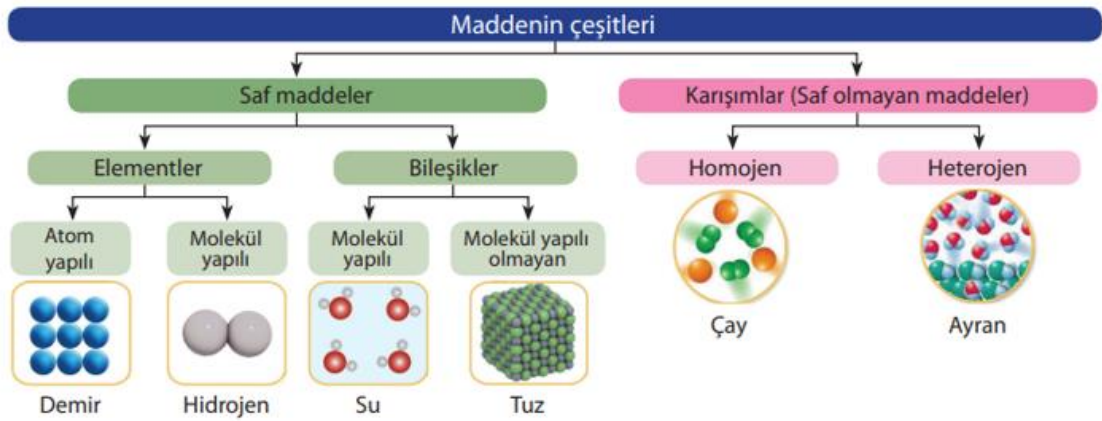 Maddenin çeşitleri
Saf maddeler
Karışımlar (Saf olmayan maddeler)
Elementler
Bileşikler
Homojen
Heterojen
Atom
yapılı
Molekül
yapılı
Molekül
yapılı
Molekül yapılı
olmayan
Çay
Ayran
Demir
Hidrojen
Su
Tuz